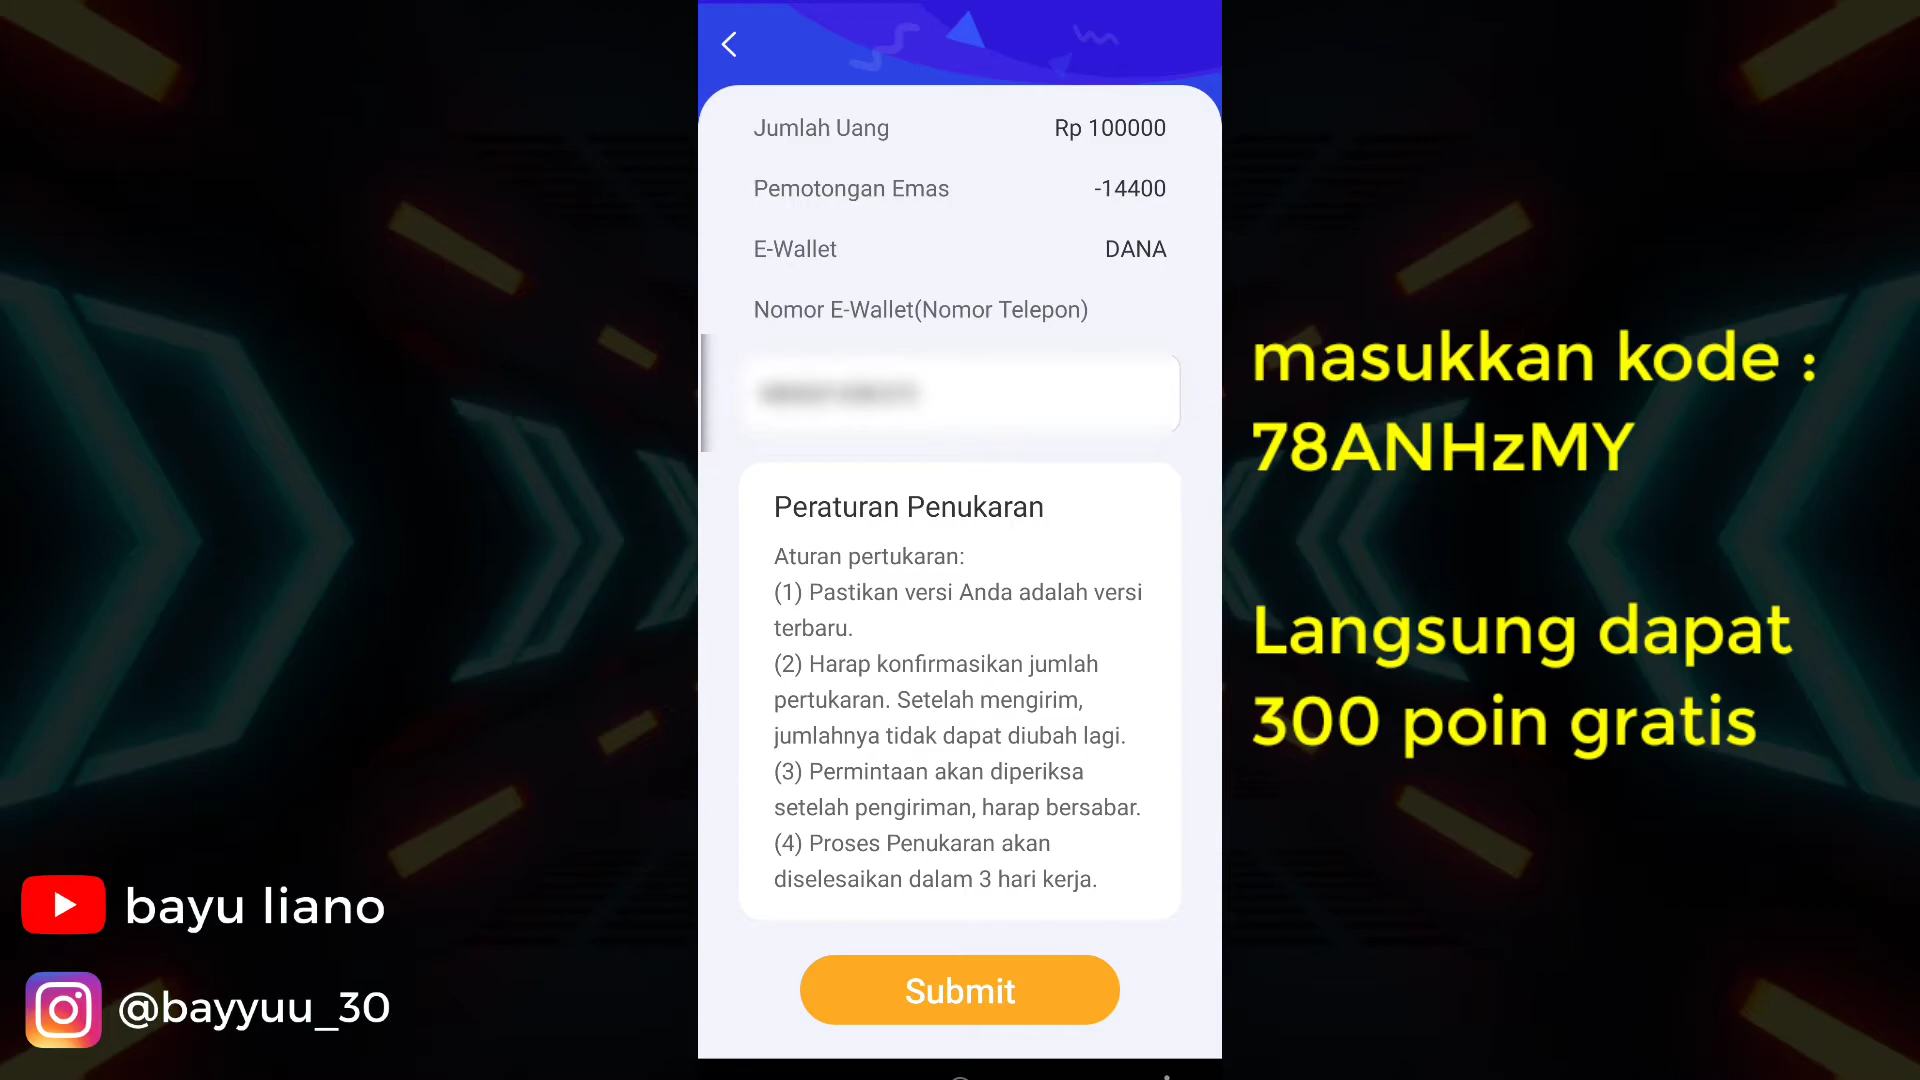 Jumlah Uang Rp 100000
Pemotongan Emas -14400
E-Wallet DANA
Nomor E-Wallet(Nomor Telepon)
Peraturan Penukaran
Aturan pertukaran:
(1) Pastikan versi Anda adalah versi
terbaru.
(2) Harap konfirmasikan jumlah
pertukaran. Setelah mengirim,
jumlahnya tidak dapat diubah lagi.
(3) Permintaan akan diperiksa
setelah pengiriman, harap bersabar.
(4) Proses Penukaran akan
diselesaikan dalam 3 hari kerja.
Submit
masukkan kode :
78ANHzMY
Langsung dapat
300 poin gratis
bayu liano
@bayyuu_30